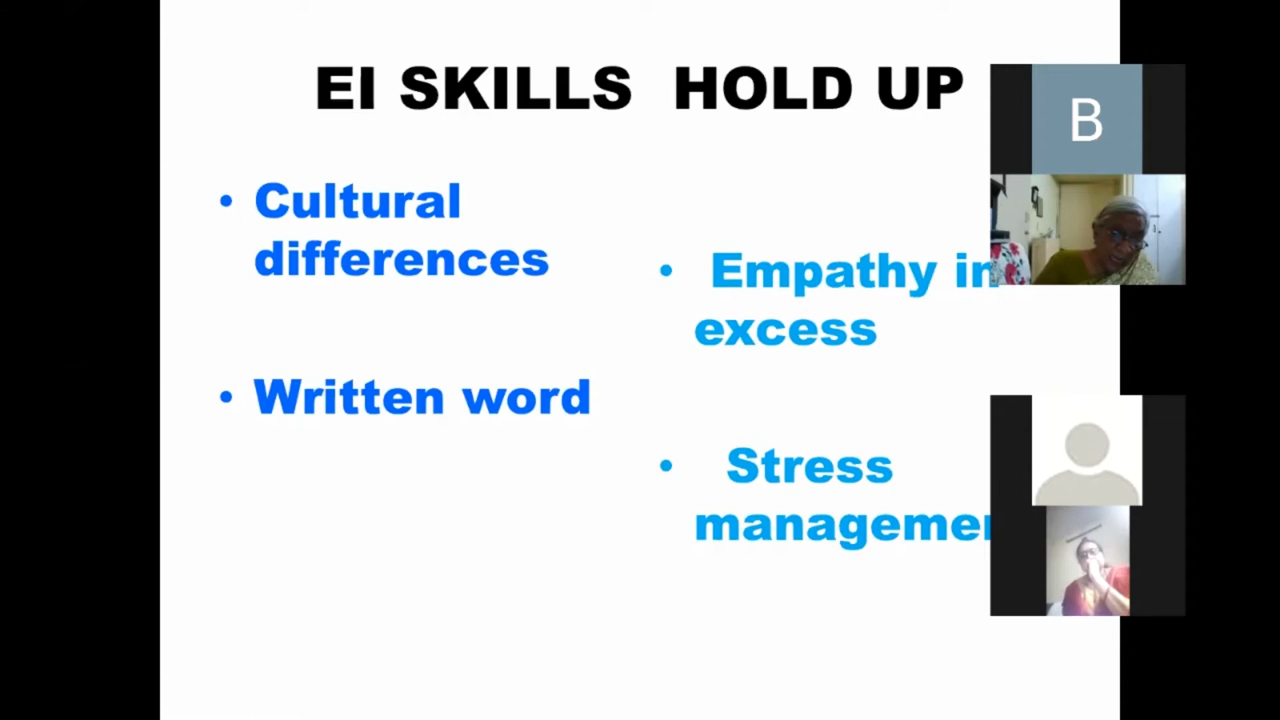 EI SKILLS HOLD UP
• Cultural
differences
• Written word
• Empathy in
excess
• Stress
B